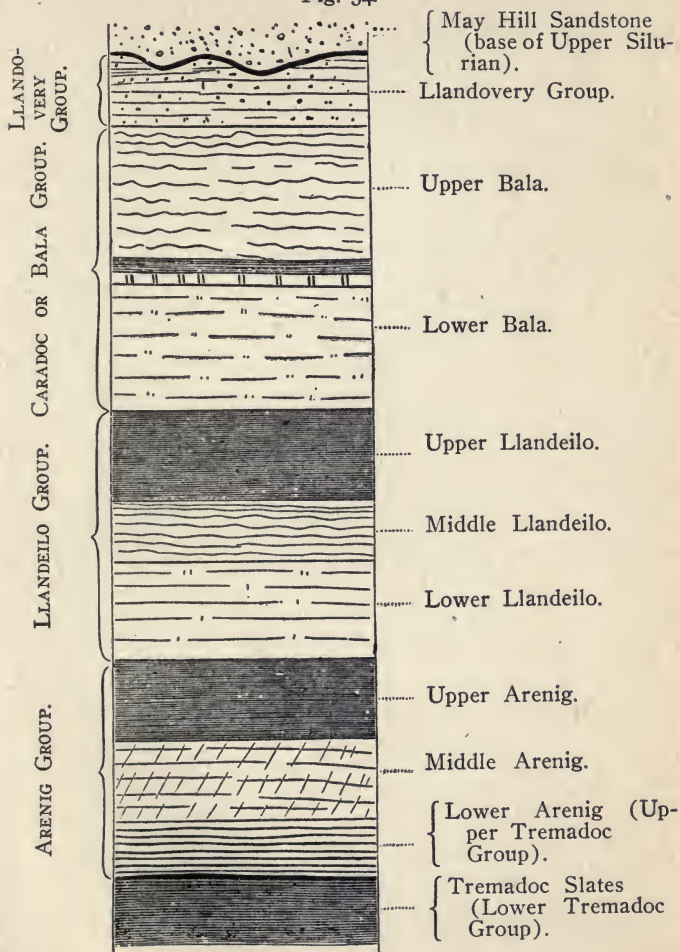 Fig. 34
May Hill Sandstone
(base of Upper Silu-
rian).
Llandovery Group.
Upper Bala.
Lower Bala.
Upper Llandeilo.
Middle Llandeilo.
Lower Llandeilo.
Upper Arenig.
Middle Arenig.
Lower Arenig (Up-
per Tremadoc
Group).
Tremadoc Slates
(Lower Tremadoc
Group).
LLANDO-
VERY
GROUP.
CARADOC OR BALA GROUP.
LLANDEILO GROUP.
ARENIG GROUP.